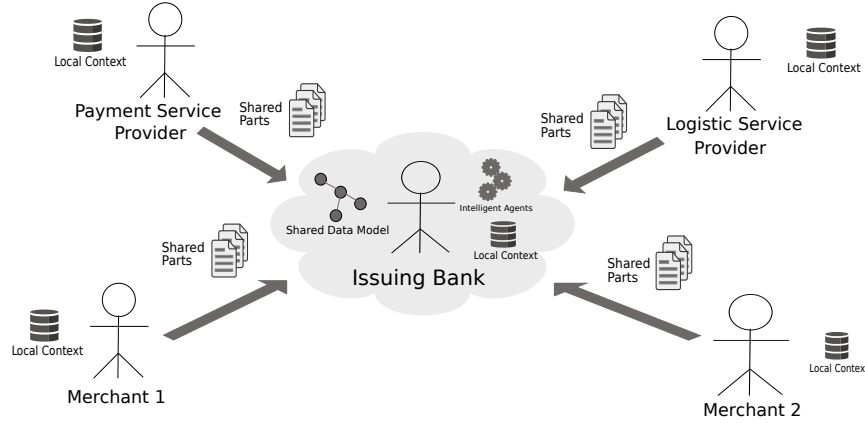 Local Context
Payment Service
Provider
Shared
Parts
Shared
Parts
Local Context
Logistic Service
Provider
Shared Data Model
Intelligent Agents
Local Context
Issuing Bank
Shared
Parts
Local Context
Merchant 1
Shared
Parts
Local Contex
Merchant 2